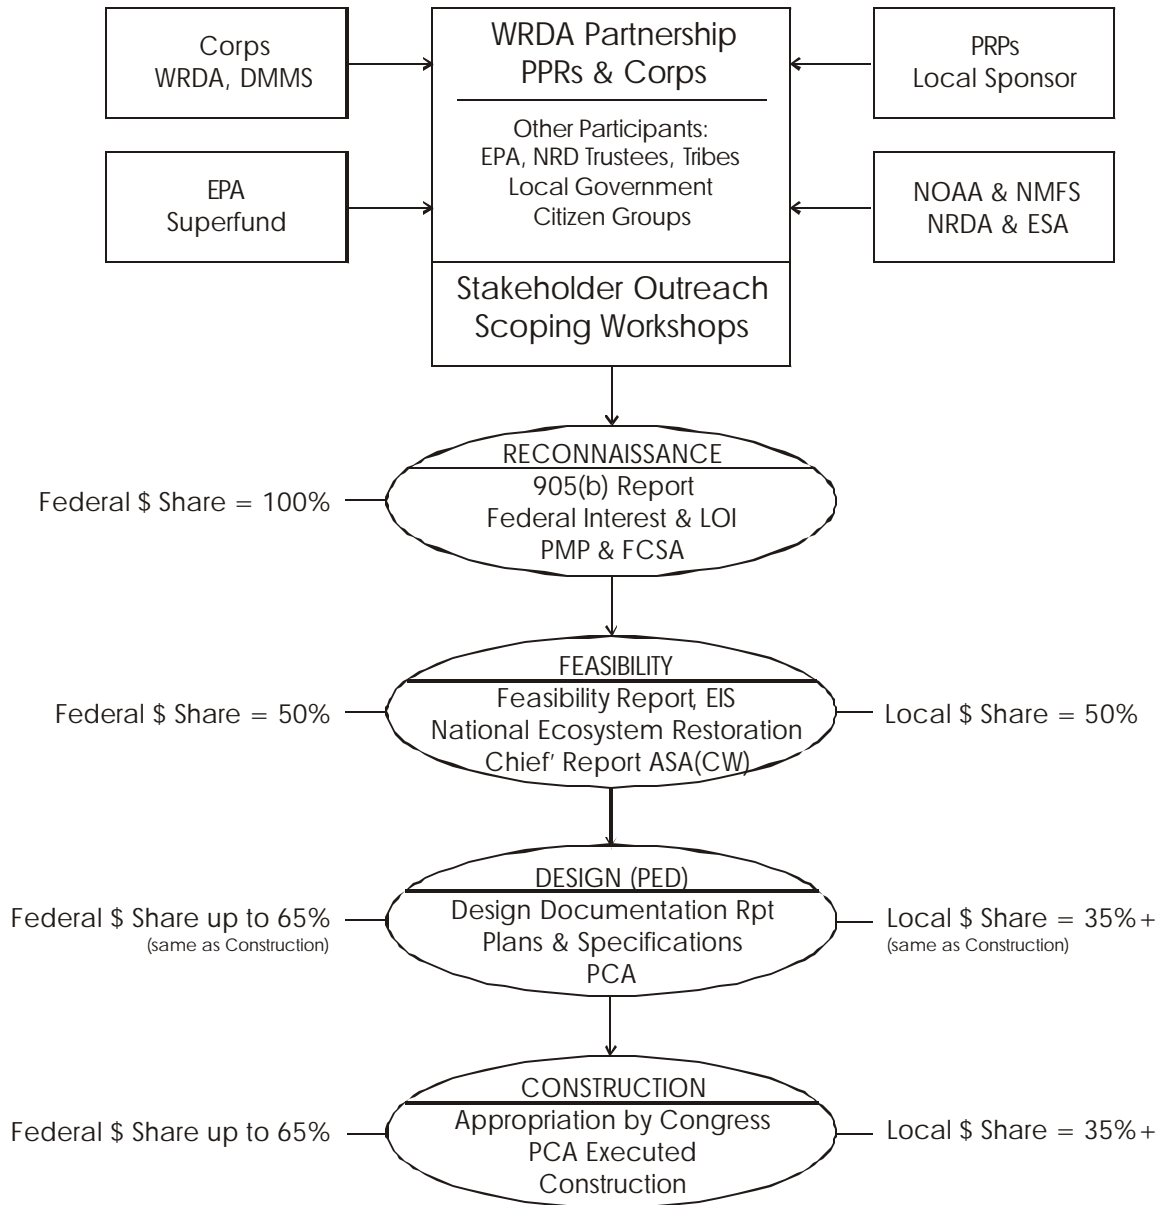 Corps
WRDA, DMMS
WRDA Partnership
PPRs & Corps
Other Participants:
EPA, NRD Trustees, Tribes
Local Government
Citizen Groups
Stakeholder Outreach
Scoping Workshops
PRPs
Local Sponsor
EPA
Superfund
NOAA & NMFS
NRDA & ESA
RECONNAISSANCE
905(b) Report
Federal Interest & LOI
PMP & FCSA
Federal $ Share = 100%
FEASIBILITY
Feasibility Report, EIS
National Ecosystem Restoration
Chief' Report ASA(CW)
Federal $ Share = 50%
Local $ Share = 50%
DESIGN (PED)
Design Documentation Rpt
Plans & Specifications
PCA
Federal $ Share up to 65%
(same as Construction)
Local $ Share = 35%+
(same as Construction)
CONSTRUCTION
Appropriation by Congress
PCA Executed
Construction
Federal $ Share up to 65%
Local $ Share = 35%+